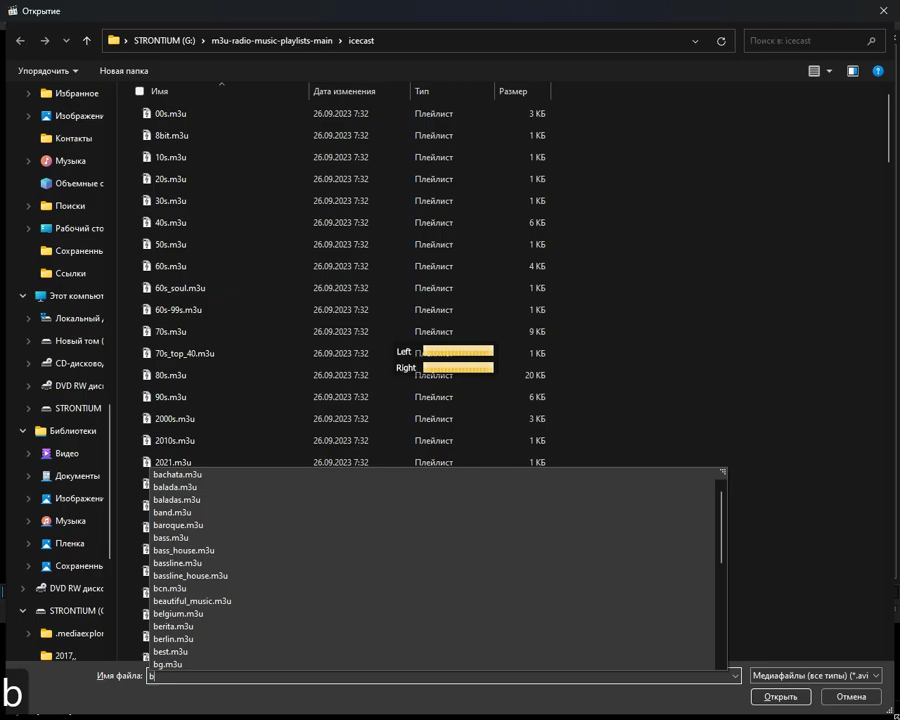 Открытие
STRONTIUM (G:) › m3u-radio-music-playlists-main › icecast
Поиск в: icecast
Упорядочить
Новая папка
Имя Дата изменения Тип Размер
00s.m3u 26.09.2023 7:32 Плейлист 3 КБ
8bit.m3u 26.09.2023 7:32 Плейлист 1 КБ
10s.m3u 26.09.2023 7:32 Плейлист 1 КБ
20s.m3u 26.09.2023 7:32 Плейлист 1 КБ
30s.m3u 26.09.2023 7:32 Плейлист 1 КБ
40s.m3u 26.09.2023 7:32 Плейлист 6 КБ
50s.m3u 26.09.2023 7:32 Плейлист 1 КБ
60s.m3u 26.09.2023 7:32 Плейлист 4 КБ
60s_soul.m3u 26.09.2023 7:32 Плейлист 1 КБ
60s-99s.m3u 26.09.2023 7:32 Плейлист 1 КБ
70s.m3u 26.09.2023 7:32 Плейлист 9 КБ
70s_top_40.m3u 26.09.2023 7:32 Плейлист 1 КБ
80s.m3u 26.09.2023 7:32 Плейлист 20 КБ
90s.m3u 26.09.2023 7:32 Плейлист 6 КБ
2000s.m3u 26.09.2023 7:32 Плейлист 3 КБ
2010s.m3u 26.09.2023 7:32 Плейлист 1 КБ
2021.m3u 26.09.2023 7:32 Плейлист 1 КБ
Left
Right
Избранное
Изображени
Контакты
Музыка
Объемные с
Поиски
Рабочий сто
Сохраненны
Ссылки
Этот компьют
Локальный
Новый том (
CD-дисково
DVD RW дис
STRONTIUM
Библиотеки
Видео
Документы
Изображени
Музыка
Пленка
Сохраненны
DVD RW диско
STRONTIUM (G
.mediaexplor
2017,,
bachata.m3u
balada.m3u
baladas.m3u
band.m3u
baroque.m3u
bass.m3u
bass_house.m3u
bassline.m3u
bassline_house.m3u
bcn.m3u
beautiful_music.m3u
belgium.m3u
berita.m3u
berlin.m3u
best.m3u
bg.m3u
Имя файла: b
Медиафайлы (все типы) (*.avi
Открыть
Отмена
b